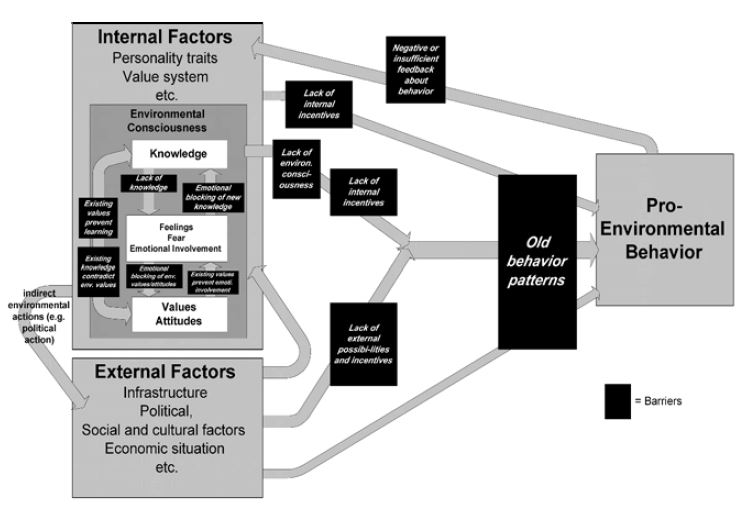 Internal Factors
Personality traits
Value system
etc.
Environmental
Consciousness
Knowledge
Lack of
knowledge
Emotional
blocking of new
knowledge
Existing
values
prevent
learning
Feelings
Fear
Emotional Involvement
Existing
knowledge
contradict
env. values
Emotional
blocking of env.
values/attitudes
Existing values
prevent emoti.
involvement
Values
Attitudes
indirect
environmental
actions (e.g.
political
action)
External Factors
Infrastructure
Political,
Social and cultural factors
Economic situation
etc.
Negative or
insufficient
feedback
about
behavior
Lack of
internal
incentives
Lack of
environ.
consci-
ousness
Lack of
internal
incentives
Lack of
external
possibi-lities
and incentives
Old
behavior
patterns
Pro-
Environmental
Behavior
= Barriers